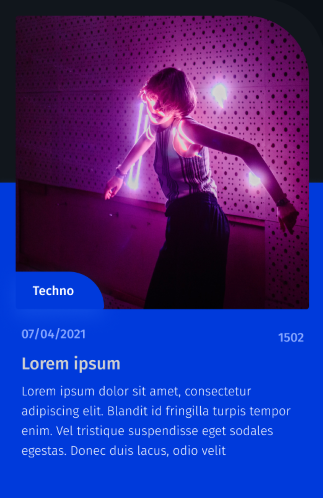 Techno
07/04/2021
1502
Lorem ipsum
Lorem ipsum dolor sit amet, consectetur
adipiscing elit. Blandit id fringilla turpis tempor
enim. Vel tristique suspendisse eget sodales
egestas. Donec duis lacus, odio velit